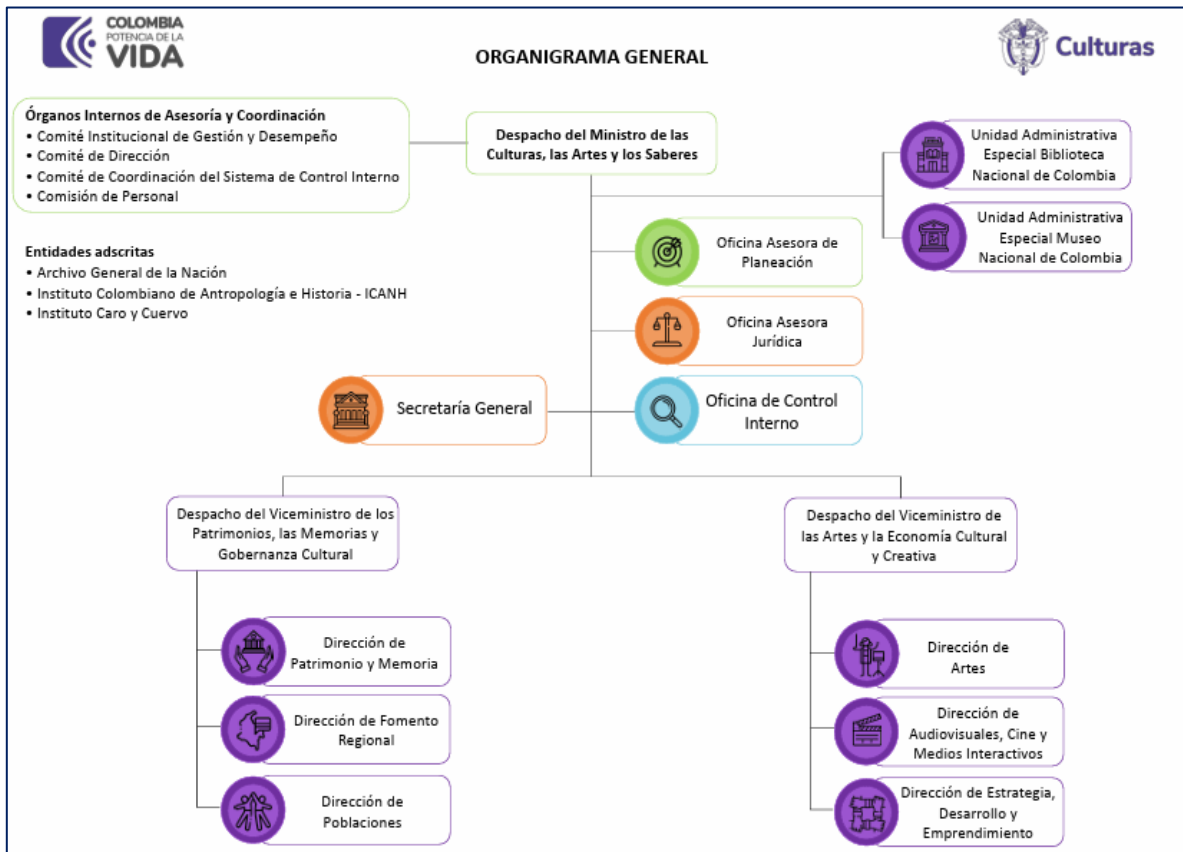 COLOMBIA
POTENCIA DE LA
VIDA
ORGANIGRAMA GENERAL
Culturas
Órganos Internos de Asesoría y Coordinación
• Comité Institucional de Gestión y Desempeño
• Comité de Dirección
• Comité de Coordinación del Sistema de Control Interno
• Comisión de Personal
Despacho del Ministro de las
Culturas, las Artes y los Saberes
Unidad Administrativa
Especial Biblioteca
Nacional de Colombia
Unidad Administrativa
Especial Museo
Nacional de Colombia
Entidades adscritas
• Archivo General de la Nación
• Instituto Colombiano de Antropología e Historia - ICANH
• Instituto Caro y Cuervo
Oficina Asesora de
Planeación
Oficina Asesora
Jurídica
Secretaría General
Oficina de Control
Interno
Despacho del Viceministro de los
Patrimonios, las Memorias y
Gobernanza Cultural
Despacho del Viceministro de
las Artes y la Economía Cultural
y Creativa
Dirección de
Patrimonio y Memoria
Dirección de Fomento
Regional
Dirección de
Poblaciones
Dirección de
Artes
Dirección de
Audiovisuales, Cine y
Medios Interactivos
Dirección de Estrategia,
Desarrollo y
Emprendimiento